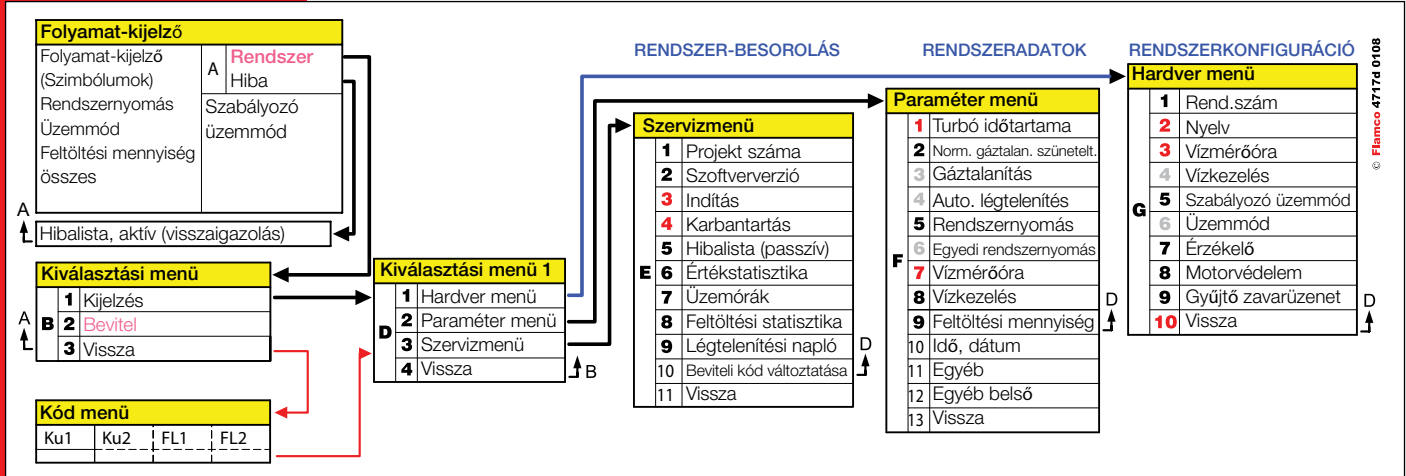 Folyamat-kijelző
Folyamat-kijelző
(Szimbólumok)
Rendszernyomás
Üzemmód
Feltöltési mennyiség
összes
A
Rendszer
Hiba
Szabályozó
üzemmód
A
Hibalista, aktív (visszaigazolás)
Kiválasztási menü
A
B
1 Kijelzés
2 Bevitel
3 Vissza
Kód menü
Ku1 Ku2 FL1 FL2
Kiválasztási menü 1
D
1 Hardver menü
2 Paraméter menü
3 Szervizmenü
4 Vissza
B
RENDSZER-BESOROLÁS
Szervizmenü
E
1 Projekt száma
2 Szoftververzió
3 Indítás
4 Karbantartás
5 Hibalista (passzív)
6 Értékstatisztika
7 Üzemórák
8 Feltöltési statisztika
9 Légtelenítési napló
10 Beviteli kód változtatása
11 Vissza
D
RENDSZERADATOK
Paraméter menü
F
1 Turbó időtartama
2 Norm. gáztalan. szünetelt.
3 Gáztalanítás
4 Auto. légtelenítés
5 Rendszernyomás
6 Egyedi rendszernyomás
7 Vízmérőóra
8 Vízkezelés
9 Feltöltési mennyiség
10 Idő, dátum
11 Egyéb
12 Egyéb belső
13 Vissza
D
RENDSZERKONFIGURÁCIÓ
Hardver menü
G
1 Rend.szám
2 Nyelv
3 Vízmérőóra
4 Vízkezelés
5 Szabályozó üzemmód
6 Üzemmód
7 Érzékelő
8 Motorvédelem
9 Gyűjtő zavarüzenet
10 Vissza
D
© Flamco 4717d 0108